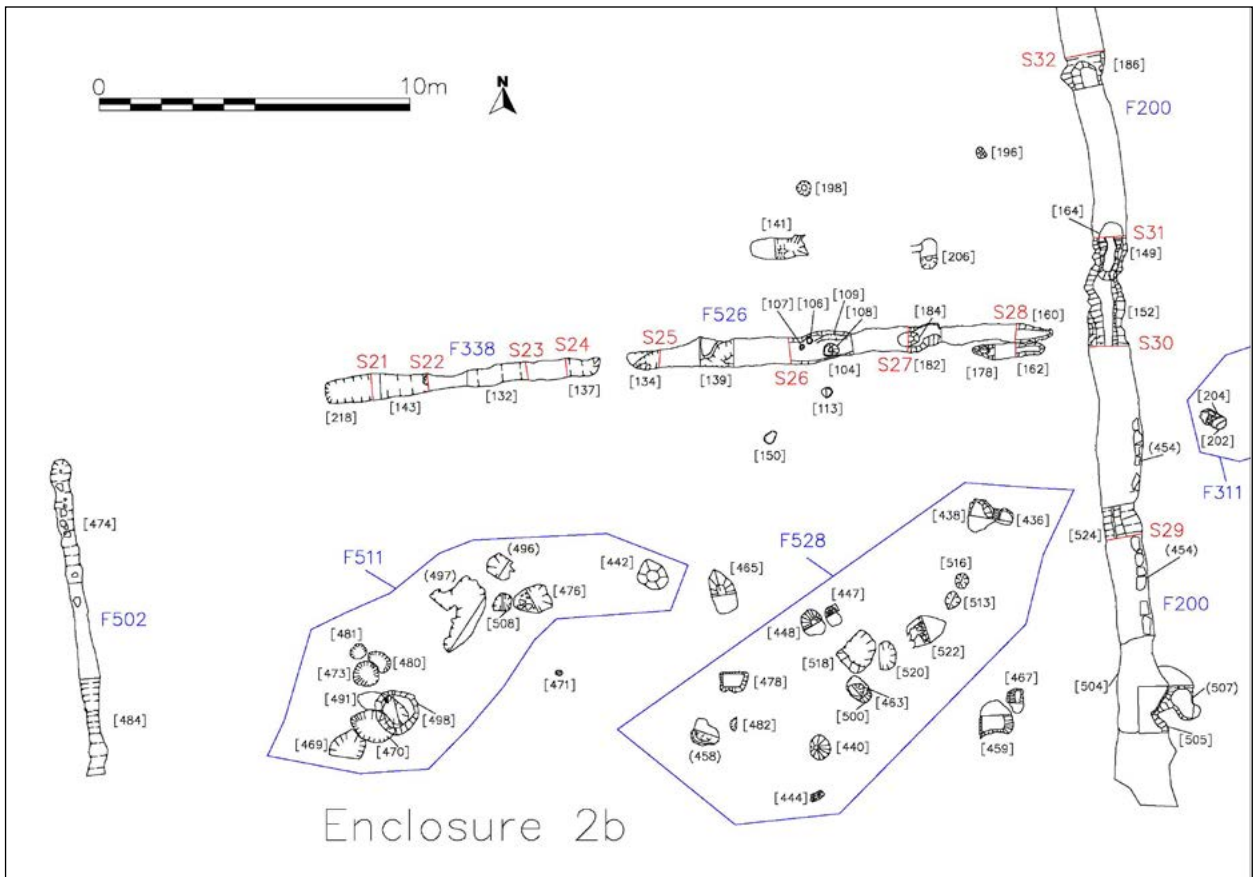 0 10m
N
S32
[186]
F200
[196]
[198]
[164]
S31
[141]
[149]
[206]
[109]
[106]
[107]
[108]
[184]
F526
S28
[160]
[152]
S25
S24
S23
F338
S22
S21
S30
[134]
[139]
S26
[104]
S27
[182]
[178]
[162]
[137]
[132]
[143]
[218]
[113]
[204]
[202]
(454)
[150]
F311
[474]
[438]
[436]
[524]
S29
F511
F528
(496)
[442]
[465]
[516]
(454)
(497)
[476]
[513]
F502
[508]
[447]
F200
[448]
[522]
[481]
[480]
[518]
[520]
[473]
[471]
[478]
[467]
[504]
(507)
[491]
[498]
[463]
[500]
[484]
[482]
[469]
[470]
(458)
[440]
[459]
[505]
[444]
Enclosure 2b